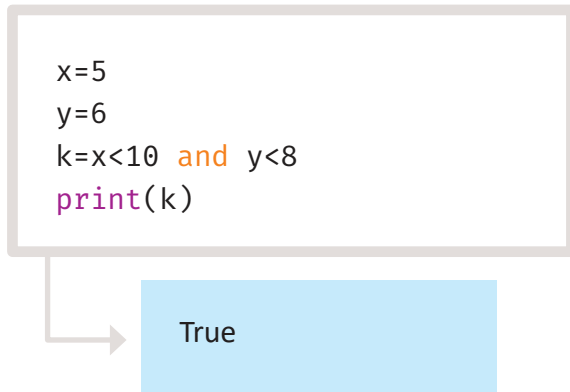 x=5
y=6
k=x<10 and y<8
print(k)
True